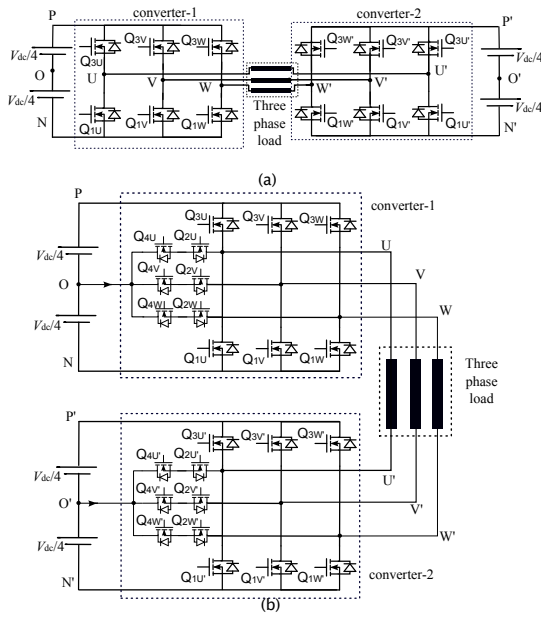 converter-1
converter-2
P
Vdc/4
O
Vdc/4
N
Q3U
Q3V
Q3W
U
V
W
Q1U
Q1V
Q1W
Three
phase
load
Q3W'
Q3V'
Q3U'
U'
V'
W'
Q1W'
Q1V'
Q1U'
P'
Vdc/4
O'
Vdc/4
N'
(a)
P
converter-1
Q3U
Q3V
Q3W
Q4U
Q2U
Vdc/4
Q4V
Q2V
O
Q4W
Q2W
Vdc/4
Q1U
Q1V
Q1W
N
U
V
W
Three
phase
load
P'
Q3U'
Q3V'
Q3W'
Q4U'
Q2U'
Vdc/4
Q4V'
Q2V'
O'
Q4W'
Q2W'
Vdc/4
Q1U'
Q1V'
Q1W'
N'
U'
V'
W'
converter-2
(b)